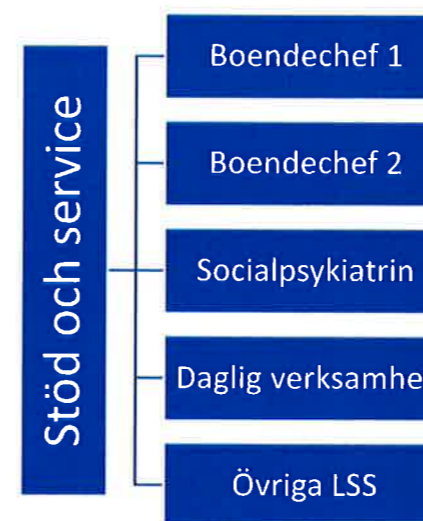 Stöd och service
Boendechef 1
Boendechef 2
Socialpsykiatrin
Daglig verksamhe
Övriga LSS